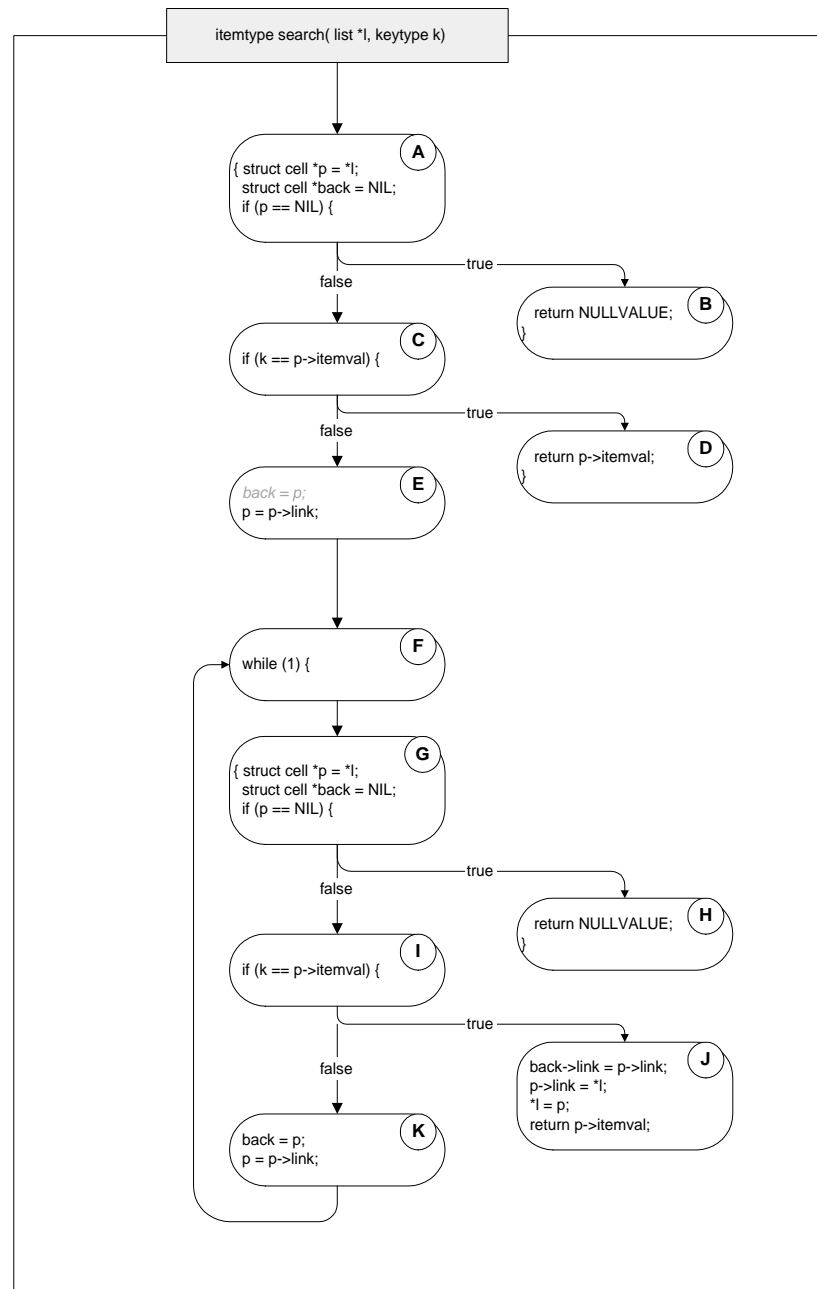 itemtype search( list *l, keytype k)
A
{ struct cell *p = *l;
struct cell *back = NIL;
if (p == NIL) {
true
false
B
return NULLVALUE;
}
C
if (k == p->itemval) {
true
false
D
return p->itemval;
}
E
back = p;
p = p->link;
F
while (1) {
G
{ struct cell *p = *l;
struct cell *back = NIL;
if (p == NIL) {
true
false
H
return NULLVALUE;
}
I
if (k == p->itemval) {
true
false
J
back->link = p->link;
p->link = *l;
*l = p;
return p->itemval;
K
back = p;
p = p->link;